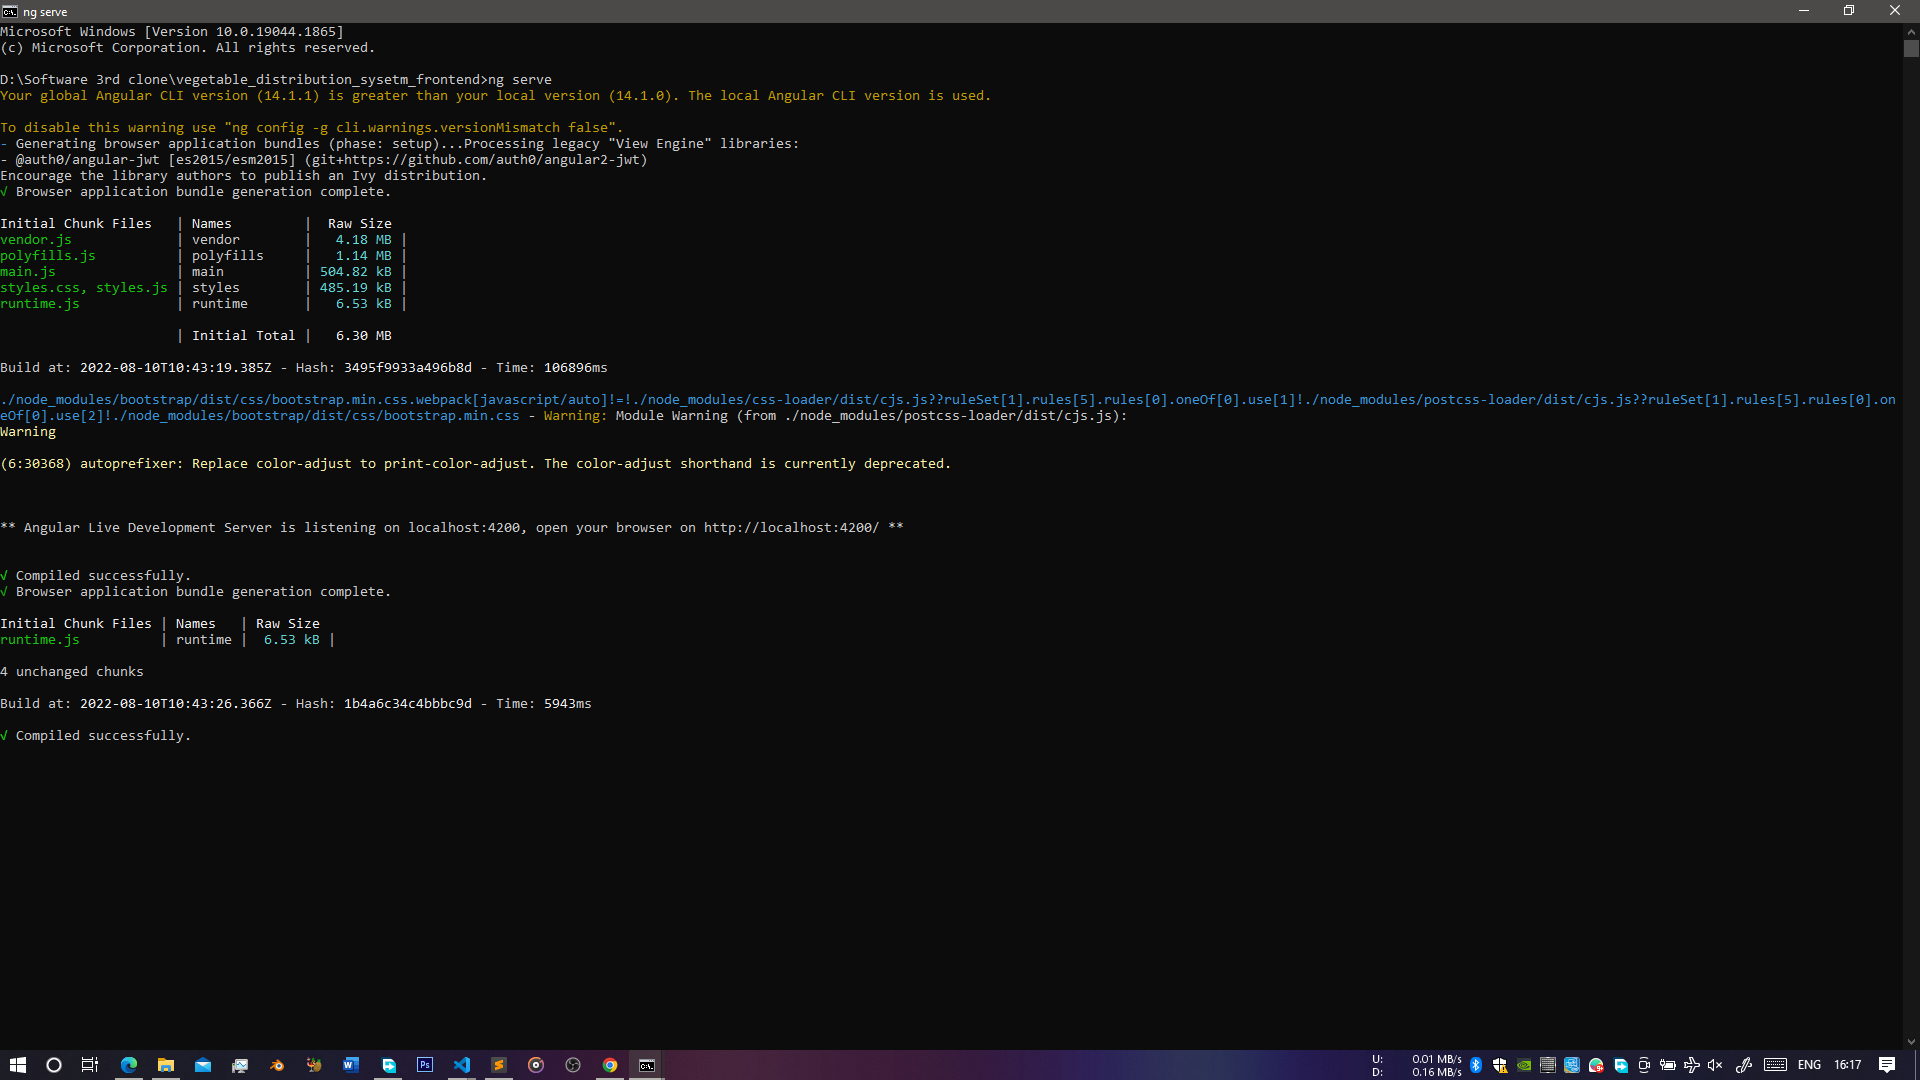 ng serve
Microsoft Windows [Version 10.0.19044.1865]
(c) Microsoft Corporation. All rights reserved.
D:\Software 3rd clone\vegetable_distribution_sysetm_frontend>ng serve
Your global Angular CLI version (14.1.1) is greater than your local version (14.1.0). The local Angular CLI version is used.
To disable this warning use "ng config -g cli.warnings.versionMismatch false".
- Generating browser application bundles (phase: setup)...Processing legacy "View Engine" libraries:
- @auth0/angular-jwt [es2015/esm2015] (git+https://github.com/auth0/angular2-jwt)
Encourage the library authors to publish an Ivy distribution.
√ Browser application bundle generation complete.
Initial Chunk Files   | Names         |  Raw Size
vendor.js             | vendor        |   4.18 MB |
polyfills.js          | polyfills     |   1.14 MB |
main.js               | main          | 504.82 kB |
styles.css, styles.js | styles        | 485.19 kB |
runtime.js            | runtime       |   6.53 kB |
| Initial Total |   6.30 MB
Build at: 2022-08-10T10:43:19.385Z - Hash: 3495f9933a496b8d - Time: 106896ms
./node_modules/bootstrap/dist/css/bootstrap.min.css.webpack[javascript/auto]!=!./node_modules/css-loader/dist/cjs.js??ruleSet[1].rules[5].rules[0].oneOf[0].use[1]!./node_modules/postcss-loader/dist/cjs.js??ruleSet[1].rules[5].rules[0].on
eOf[0].use[2]!./node_modules/bootstrap/dist/css/bootstrap.min.css - Warning: Module Warning (from ./node_modules/postcss-loader/dist/cjs.js):
Warning
(6:30368) autoprefixer: Replace color-adjust to print-color-adjust. The color-adjust shorthand is currently deprecated.
** Angular Live Development Server is listening on localhost:4200, open your browser on http://localhost:4200/ **
√ Compiled successfully.
√ Browser application bundle generation complete.
Initial Chunk Files | Names   | Raw Size
runtime.js          | runtime |  6.53 kB |
4 unchanged chunks
Build at: 2022-08-10T10:43:26.366Z - Hash: 1b4a6c34c4bbbc9d - Time: 5943ms
√ Compiled successfully.
U: 0.01 MB/s
D: 0.16 MB/s
ENG 16:17